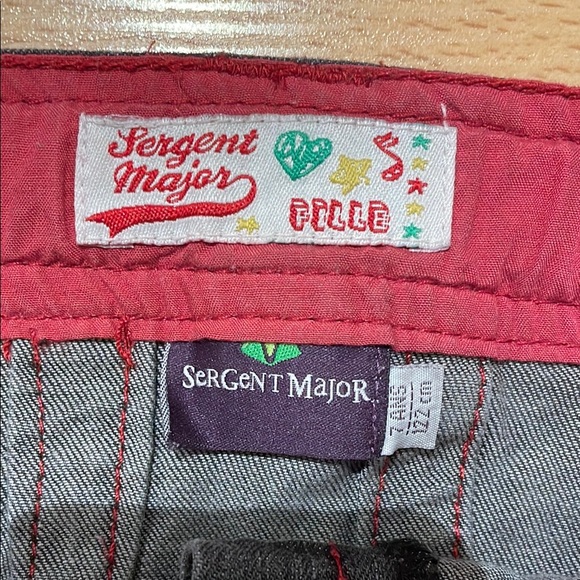 Sergent
Major
FILLE
SerGeNT MaJoR
7 ANS
122 cm